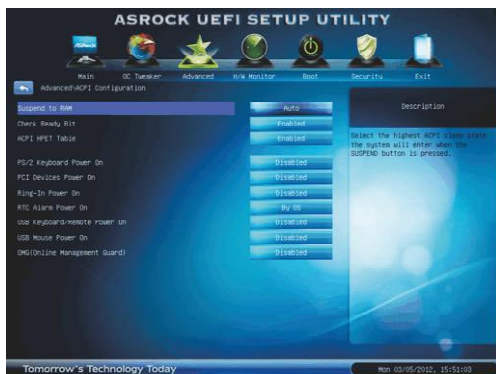 ASROCK UEFI SETUP UTILITY
ASRock
Main OC Tweaker Advanced H/W Monitor Boot Security Exit
Advanced\ACPI Configuration
Suspend to RAM Auto
Check Ready Bit Enabled
ACPI HPET Table Enabled
PS/2 Keyboard Power On Disabled
PCI Devices Power On Disabled
Ring-In Power On Disabled
RTC Alarm Power On By OS
USB Keyboard/Remote Power On Disabled
USB Mouse Power On Disabled
OMG(Online Management Guard) Disabled
Description
Select the highest ACPI sleep state
the system will enter when the
SUSPEND button is pressed.
Tomorrow's Technology Today
Mon 03/05/2012, 15:51:03